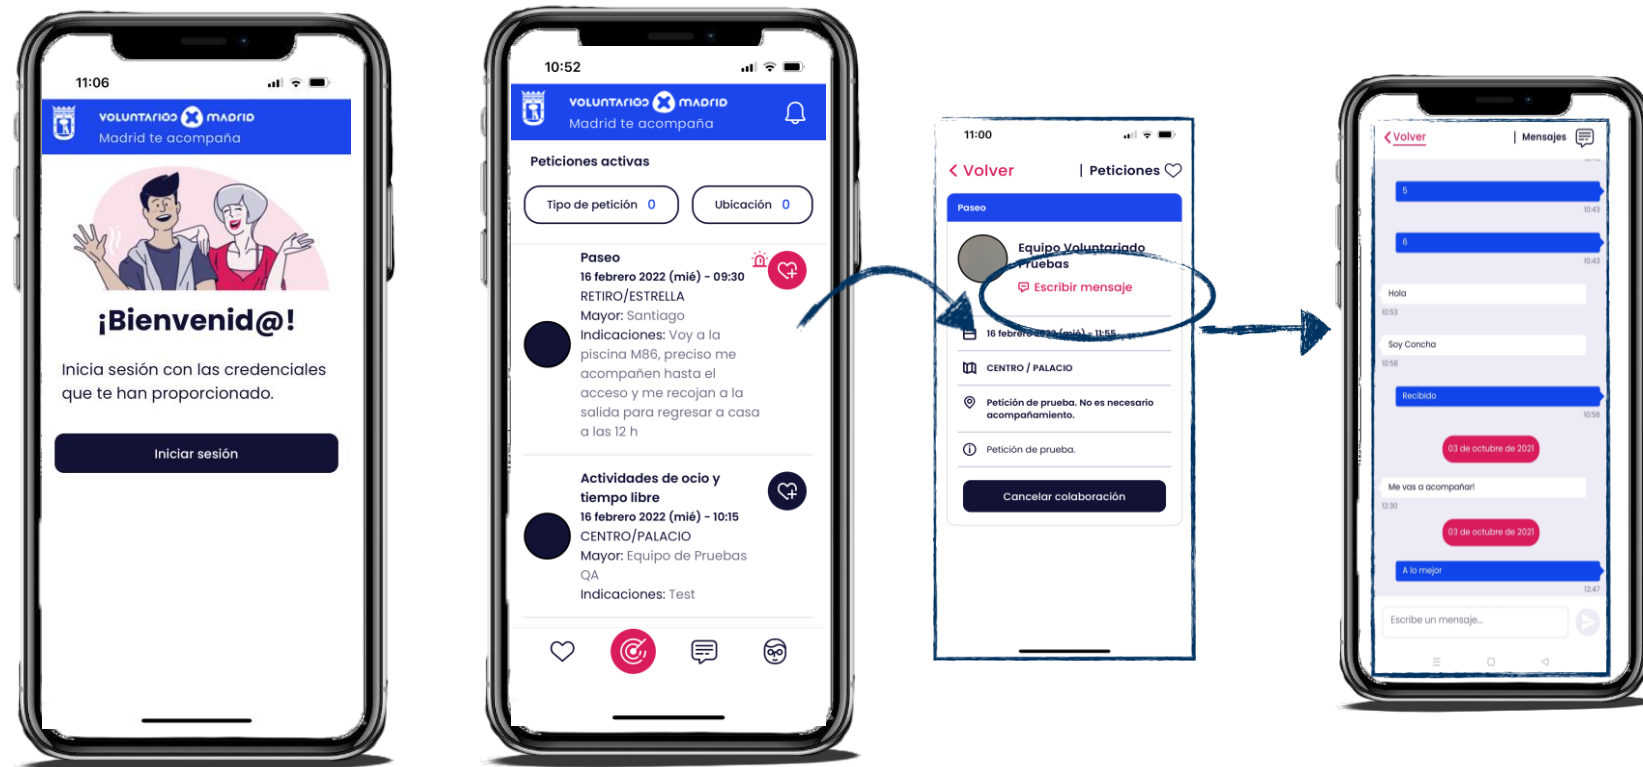 11:06
VOLUNTARIOS X MADRID
Madrid te acompaña
¡Bienvenid@!
Inicia sesión con las credenciales
que te han proporcionado.
Iniciar sesión
10:52
VOLUNTARIOS X MADRID
Madrid te acompaña
Peticiones activas
Tipo de petición 0
Ubicación 0
Paseo
16 febrero 2022 (mié) - 09:30
RETIRO/ESTRELLA
Mayor: Santiago
Indicaciones: Voy a la
piscina M86, preciso me
acompañen hasta el
acceso y me recojan a la
salida para regresar a casa
a las 12 h
Actividades de ocio y
tiempo libre
16 febrero 2022 (mié) - 10:15
CENTRO/PALACIO
Mayor: Equipo de Pruebas
QA
Indicaciones: Test
11:00
Volver
| Peticiones
Paseo
Equipo Voluntariado
Pruebas
Escribir mensaje
16 febrero 2022 (mié) - 11:55
CENTRO / PALACIO
Petición de prueba. No es necesario
acompañamiento.
Petición de prueba.
Cancelar colaboración
Volver
| Mensajes
5
10:43
6
10:43
Hola
10:53
Soy Concha
10:58
Recibido
10:58
03 de octubre de 2021
Me vas a acompañar!
12:30
03 de octubre de 2021
A lo mejor
12:47
Escribe un mensaje...